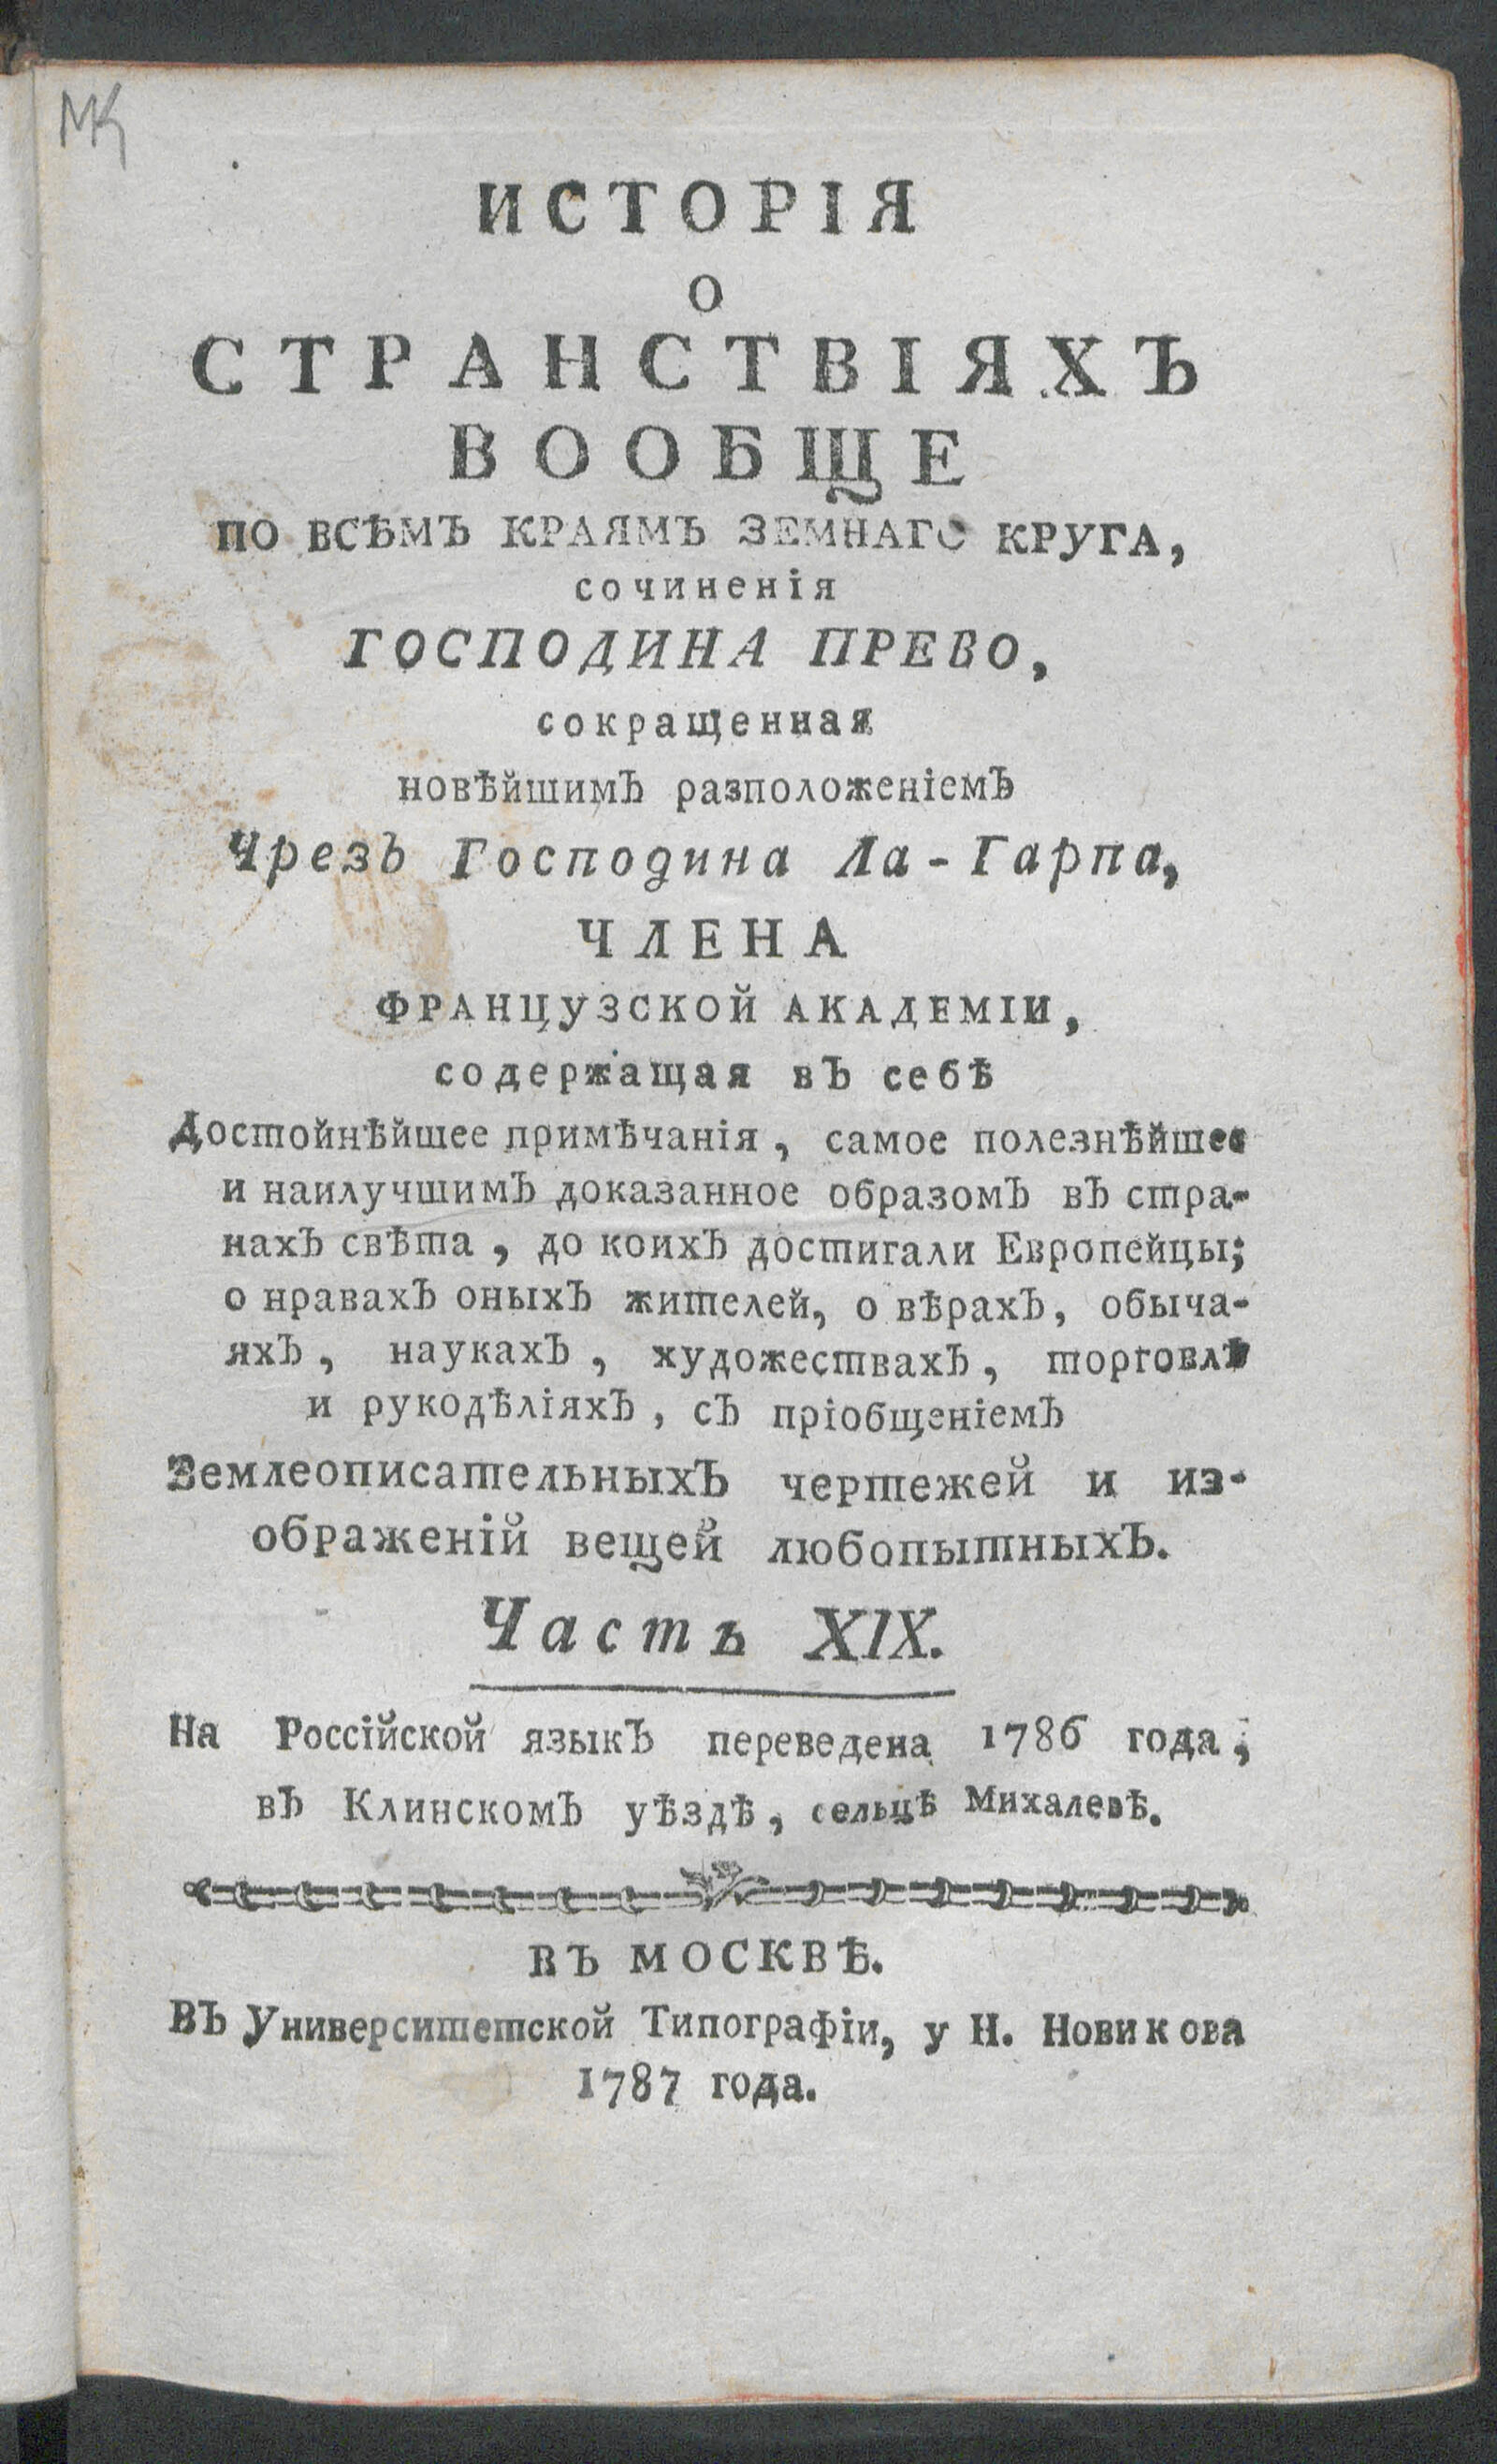 МК
ИСТОРІЯ
О
СТРАНСТВІЯХЪ
ВООБЩЕ
ПО ВСѢМЪ КРАЯМЪ ЗЕМНАГО КРУГА,
сочиненія
ГОСПОДИНА ПРЕВО,
сокращенная
новѣйшимъ разположеніемъ
Чрезъ Господина Ла-Гарпа,
ЧЛЕНА
ФРАНЦУЗСКОЙ АКАДЕМІИ,
содержащая въ себѣ
Достойнѣйшее примѣчанія, самое полезнѣйшее
и наилучшимъ доказанное образомъ въ стра-
нахъ свѣта, до коихъ достигали Европейцы;
о нравахъ оныхъ жителей, о вѣрахъ, обыча-
яхъ, наукахъ, художествахъ, торговлѣ
и рукодѣліяхъ, съ пріобщеніемъ
Землеописательныхъ чертежей и из-
ображеній вещей любопытныхъ.
Часть XIX.
На Россійской языкъ переведена 1786 года,
въ Клинскомъ уѣздѣ, сельцѣ Михалевѣ.
ВЪ МОСКВѢ.
Въ Университетской Типографіи, у Н. Новикова
1787 года.